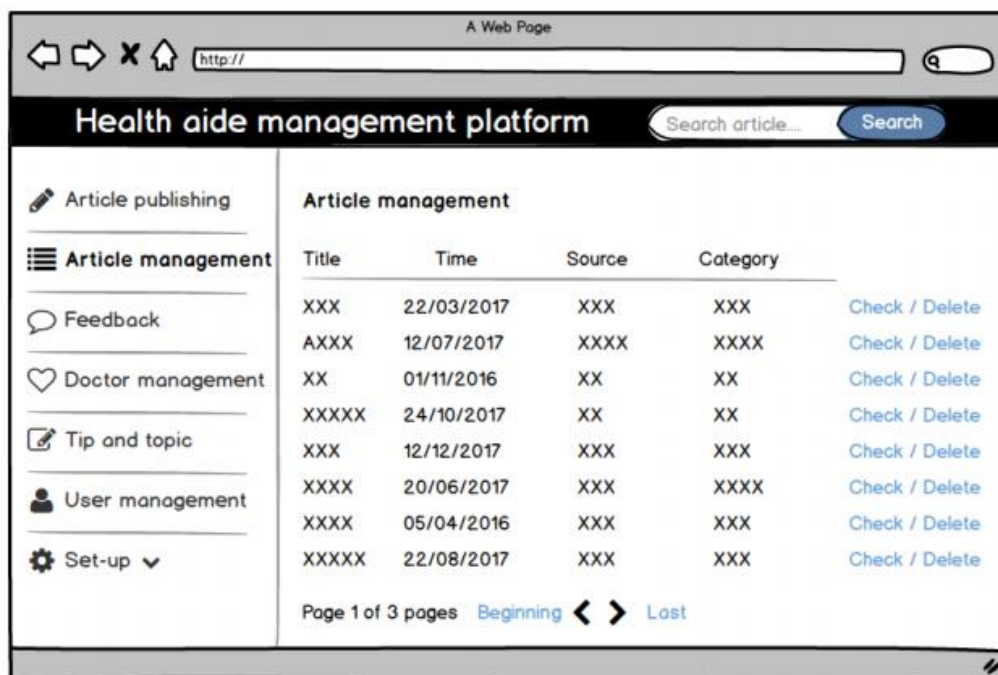 A Web Page
http://
Health aide management platform
Search article....
Search
Article publishing
Article management
Feedback
Doctor management
Tip and topic
User management
Set-up
Article management
Title Time Source Category
XXX 22/03/2017 XXX XXX Check / Delete
AXXX 12/07/2017 XXXX XXXX Check / Delete
XX 01/11/2016 XX XX Check / Delete
XXXXX 24/10/2017 XX XX Check / Delete
XXX 12/12/2017 XXX XXX Check / Delete
XXXX 20/06/2017 XXX XXXX Check / Delete
XXXX 05/04/2016 XXX XXX Check / Delete
XXXXX 22/08/2017 XXX XXX Check / Delete
Page 1 of 3 pages Beginning Last